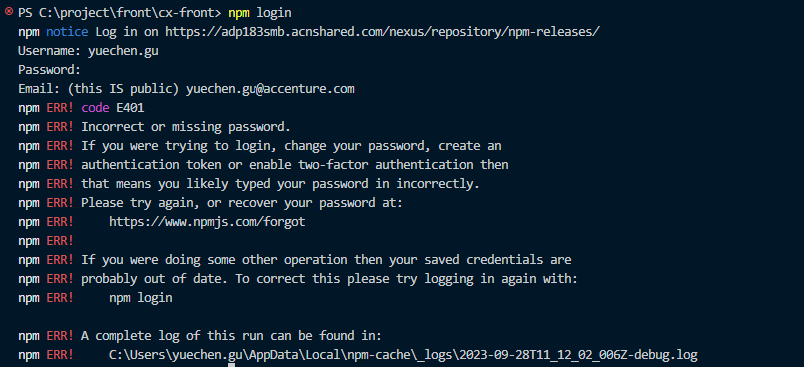 PS C:\project\front\cx-front> npm login
npm notice Log in on https://adp183smb.acnshared.com/nexus/repository/npm-releases/
Username: yuechen.gu
Password:
Email: (this IS public) yuechen.gu@accenture.com
npm ERR! code E401
npm ERR! Incorrect or missing password.
npm ERR! If you were trying to login, change your password, create an
npm ERR! authentication token or enable two-factor authentication then
npm ERR! that means you likely typed your password in incorrectly.
npm ERR! Please try again, or recover your password at:
npm ERR!     https://www.npmjs.com/forgot
npm ERR!
npm ERR! If you were doing some other operation then your saved credentials are
npm ERR! probably out of date. To correct this please try logging in again with:
npm ERR!     npm login

npm ERR! A complete log of this run can be found in:
npm ERR!     C:\Users\yuechen.gu\AppData\Local\npm-cache\_logs\2023-09-28T11_12_02_006Z-debug.log